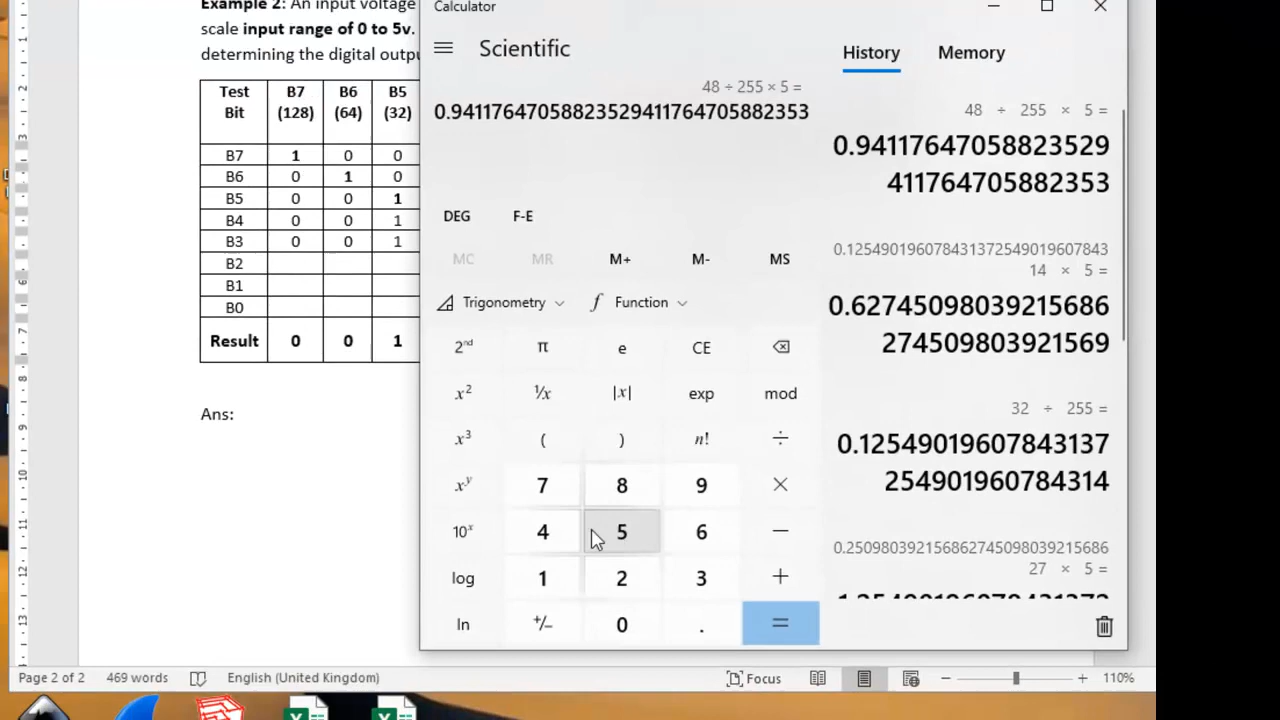 Example 2: An input voltage
scale input range of 0 to 5v.
determining the digital outpu
Test Bit B7 (128) B6 (64) B5 (32)
B7 1 0 0
B6 0 1 0
B5 0 0 1
B4 0 0 1
B3 0 0 1
B2
B1
B0
Result 0 0 1
Ans:
Calculator
Scientific
48 ÷ 255 × 5 =
0.94117647058823529411764705882353
DEG F-E
MC MR M+ M- MS
Trigonometry Function
2nd π e CE
x² ¹/x |x| exp mod
x³ ( ) n! ÷
xʸ 7 8 9 ×
10ˣ 4 5 6 −
log 1 2 3 +
ln +/− 0 . =
History Memory
48 ÷ 255 × 5 =
0.94117647058823529
411764705882353
0.125490196078431372549019607843
14 × 5 =
0.62745098039215686
274509803921569
32 ÷ 255 =
0.12549019607843137
254901960784314
0.25098039215686274509803921568​6
27 × 5 =
Page 2 of 2 469 words English (United Kingdom) Focus 110%